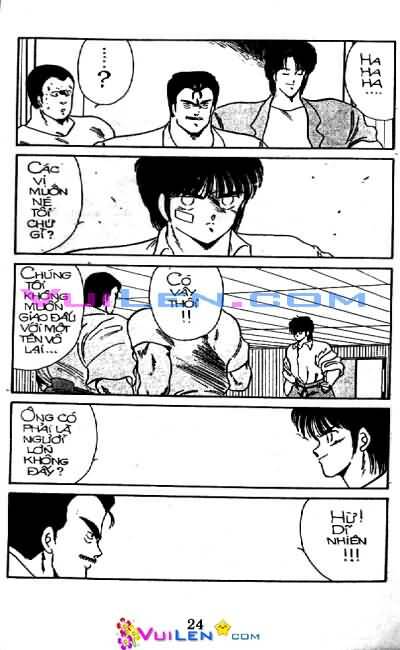 ...
?
HA
HA
HA
....
CÁC
VỊ
MUỐN
NÉ
TÔI
CHỨ
GÌ?
CHÚNG
TÔI
KHÔNG
MUỐN
GIAO ĐẤU
VỚI MỘT
TÊN VÔ
LẠI...
CÓ
VẬY
THÔI
!!
VUILEN.COM
ÔNG CÓ
PHẢI LÀ
NGƯỜI
LỚN
KHÔNG
ĐẤY?
HỪ!
DĨ
NHIÊN
!!!
24
VUILEN.COM